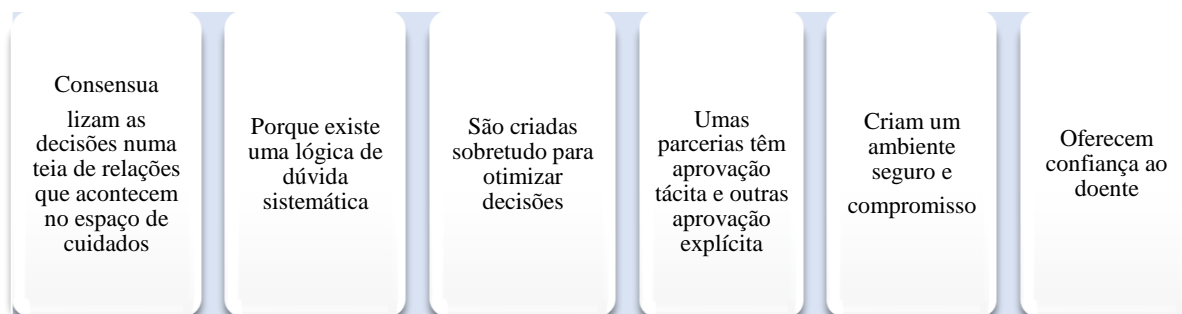 Consensua
lizam as
decisões numa
teia de relações
que acontecem
no espaço de
cuidados
Porque existe
uma lógica de
dúvida
sistemática
São criadas
sobretudo para
otimizar
decisões
Umas
parcerias têm
aprovação
tácita e outras
aprovação
explícita
Criam um
ambiente
seguro e
compromisso
Oferecem
confiança ao
doente